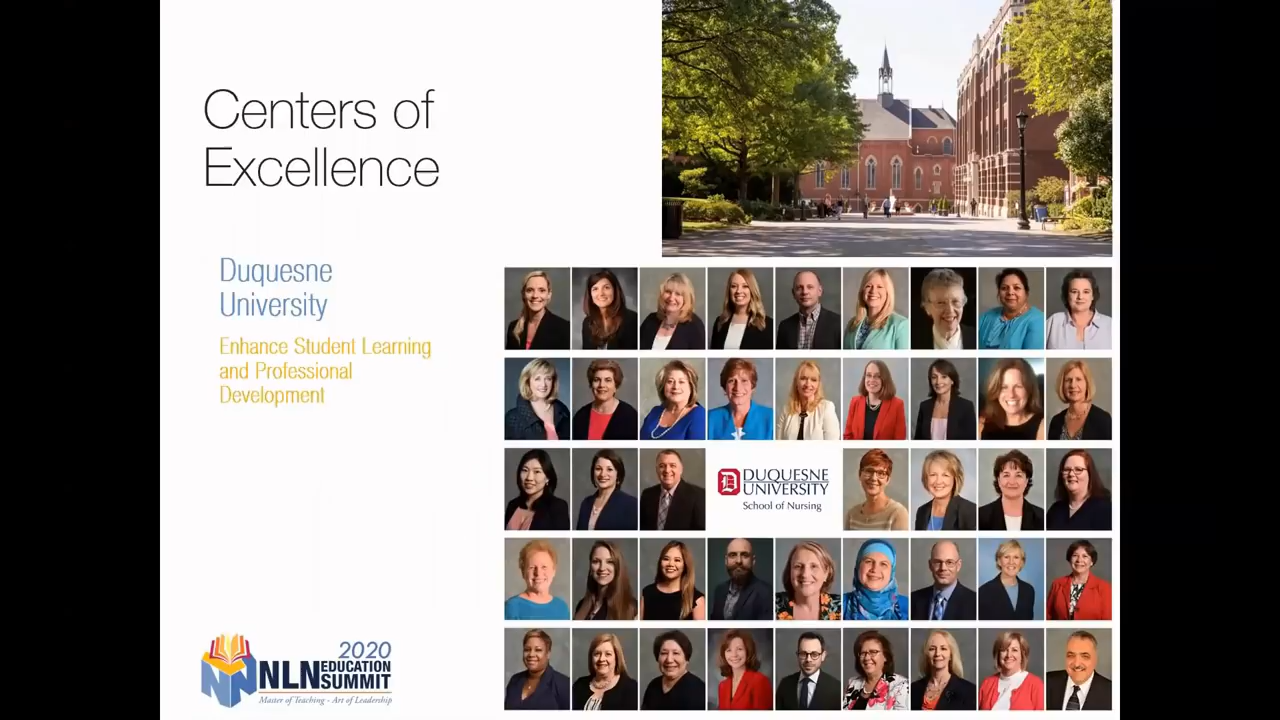 Centers of
Excellence
Duquesne
University
Enhance Student Learning
and Professional
Development
DUQUESNE
UNIVERSITY
School of Nursing
2020
NLN EDUCATION
SUMMIT
Master of Teaching - Art of Leadership